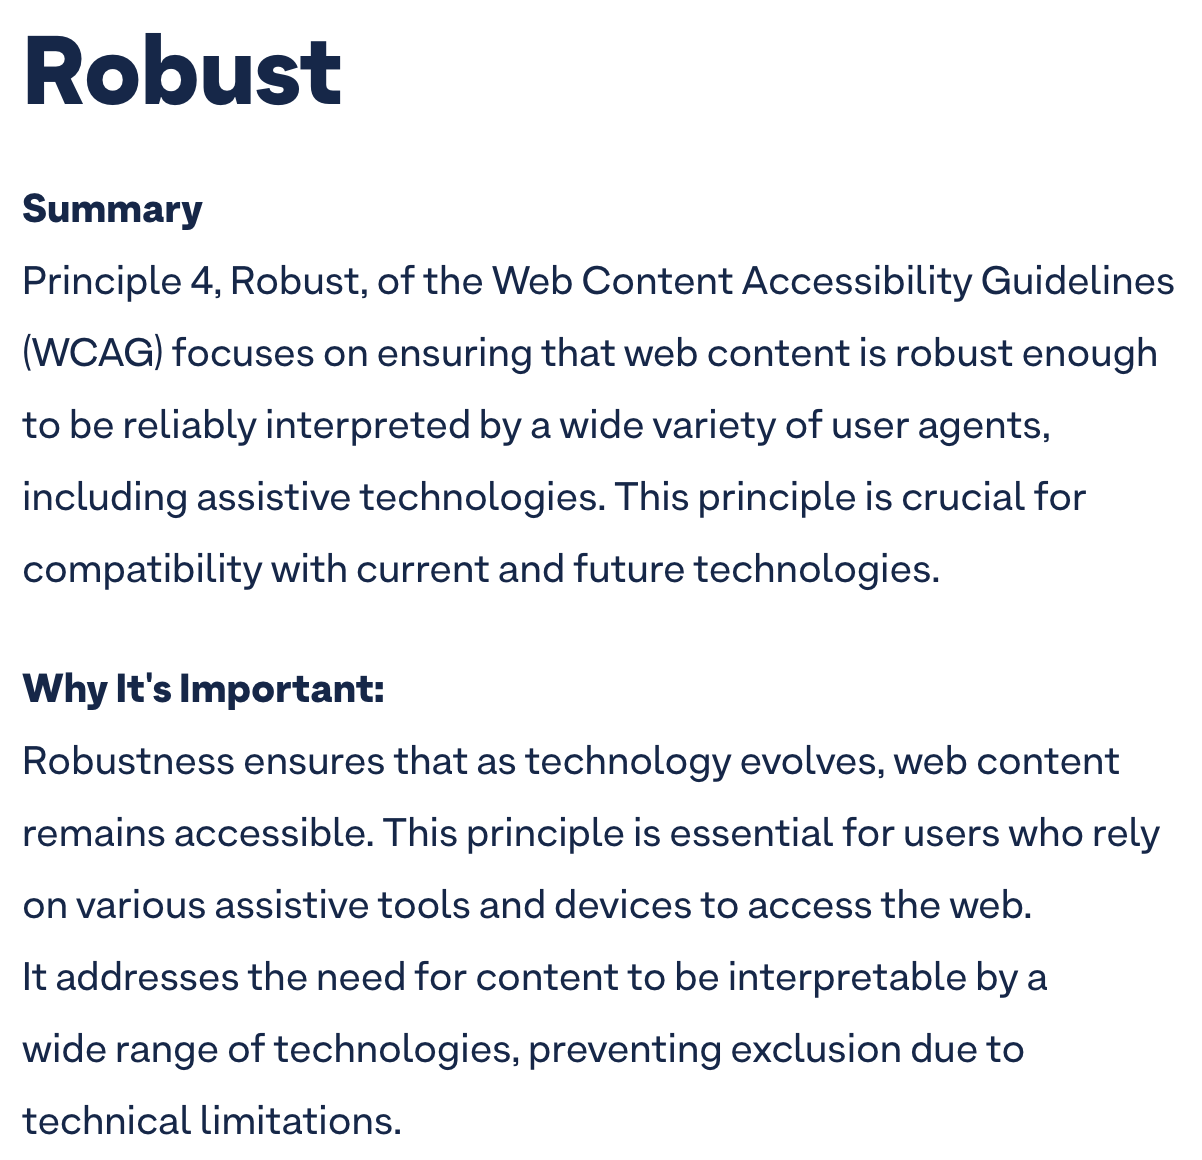 Robust
Summary
Principle 4, Robust, of the Web Content Accessibility Guidelines
(WCAG) focuses on ensuring that web content is robust enough
to be reliably interpreted by a wide variety of user agents,
including assistive technologies. This principle is crucial for
compatibility with current and future technologies.
Why It's Important:
Robustness ensures that as technology evolves, web content
remains accessible. This principle is essential for users who rely
on various assistive tools and devices to access the web.
It addresses the need for content to be interpretable by a
wide range of technologies, preventing exclusion due to
technical limitations.